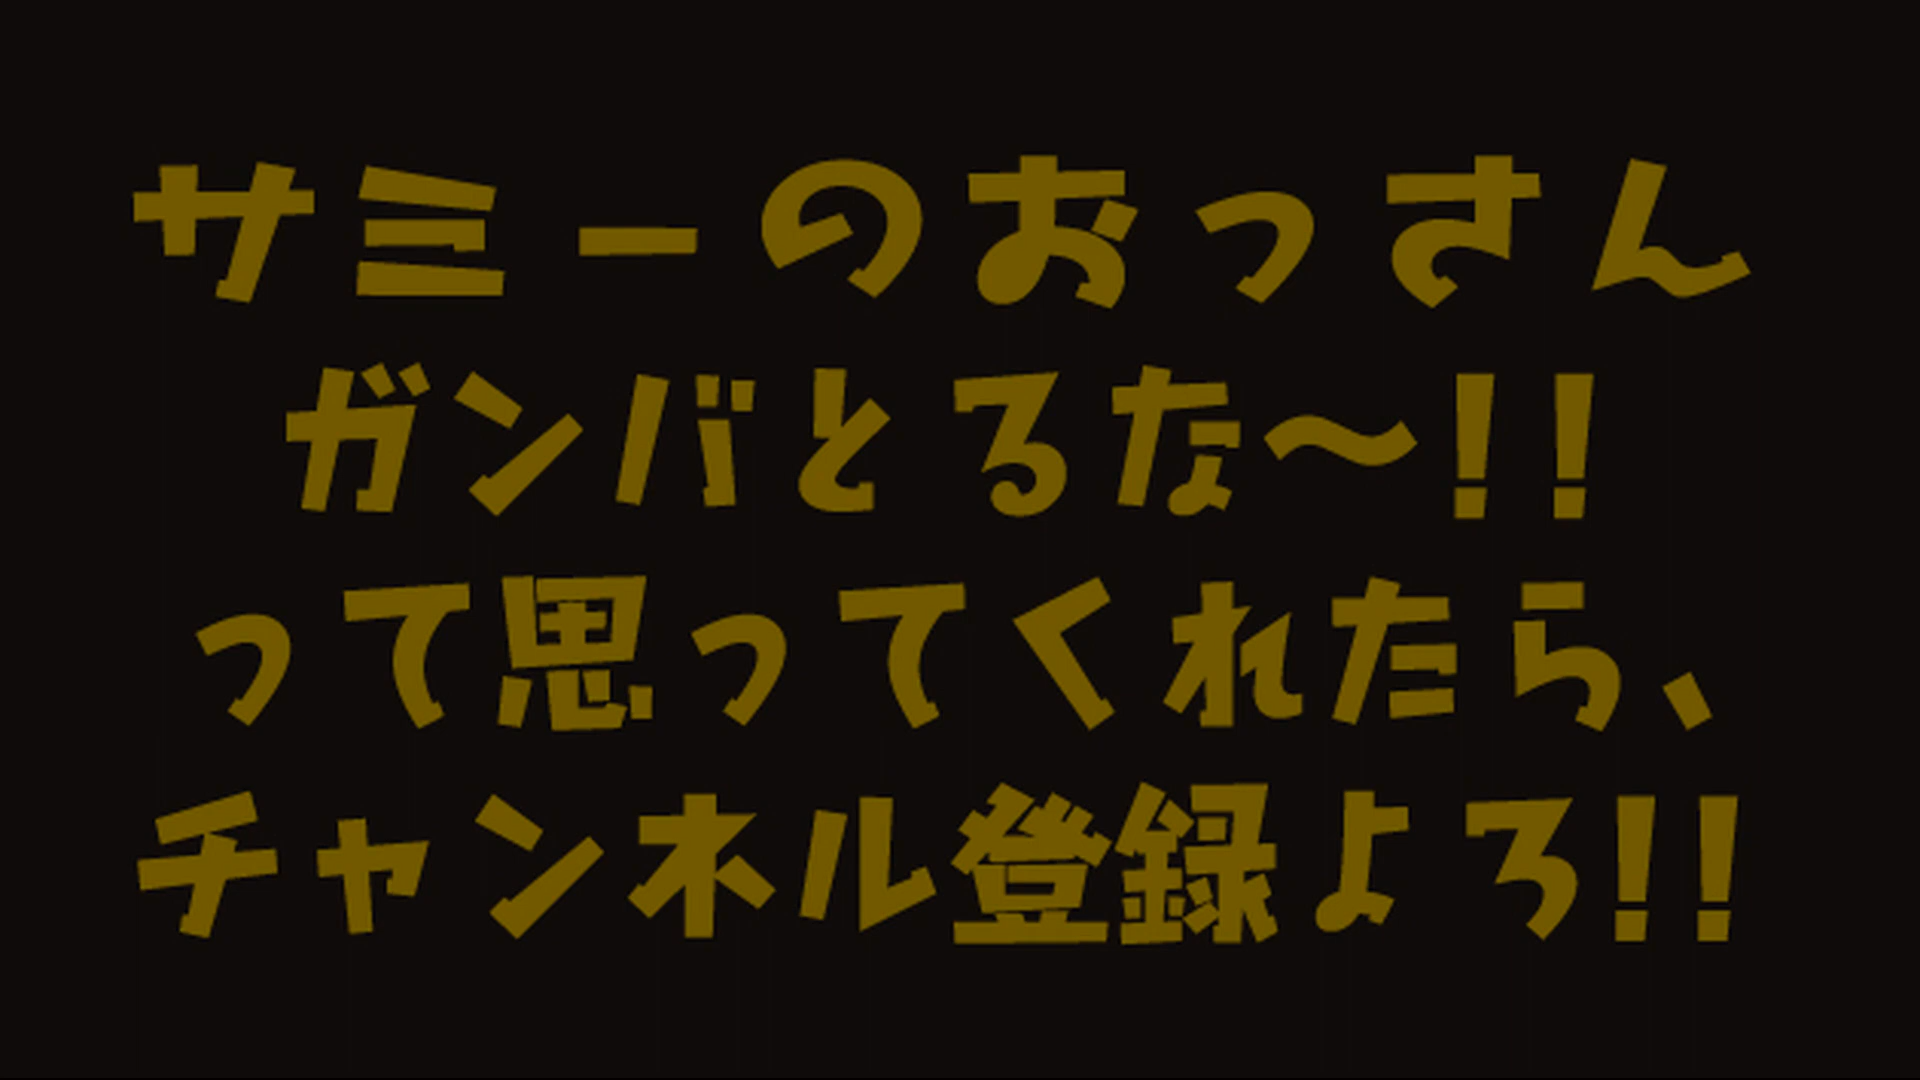 サミーのおっさん
ガンバとるな～!!
って思ってくれたら、
チャンネル登録よろ!!